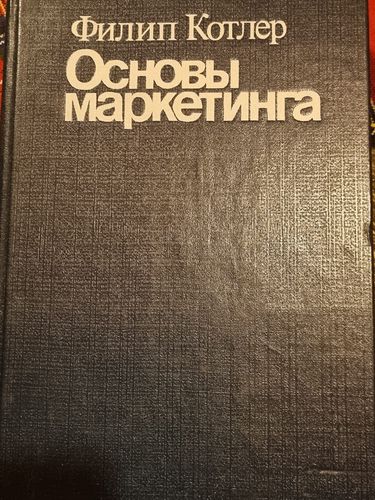 Филип Котлер
Основы
маркетинга